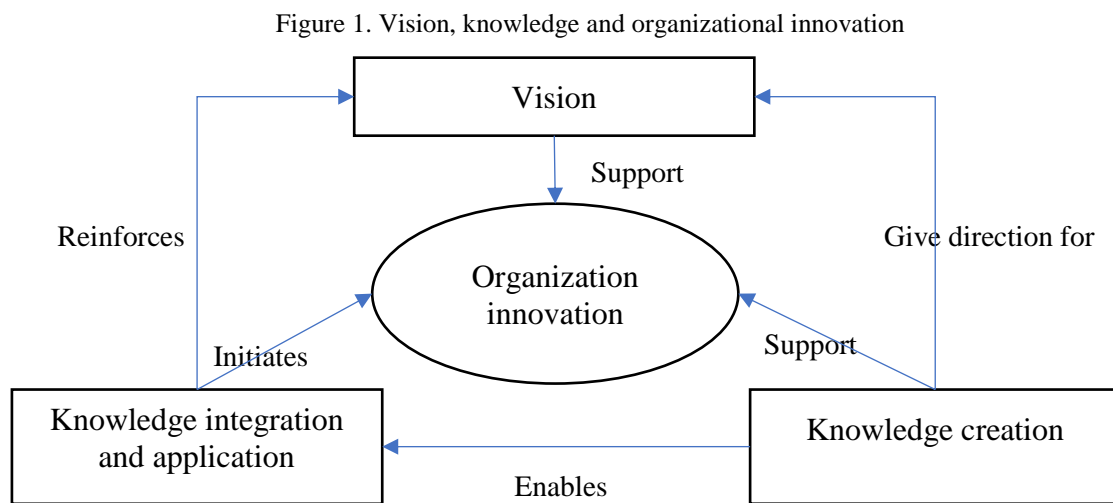 Figure 1. Vision, knowledge and organizational innovation
Vision
Support
Reinforces
Give direction for
Organization
innovation
Initiates
Support
Knowledge integration
and application
Knowledge creation
Enables